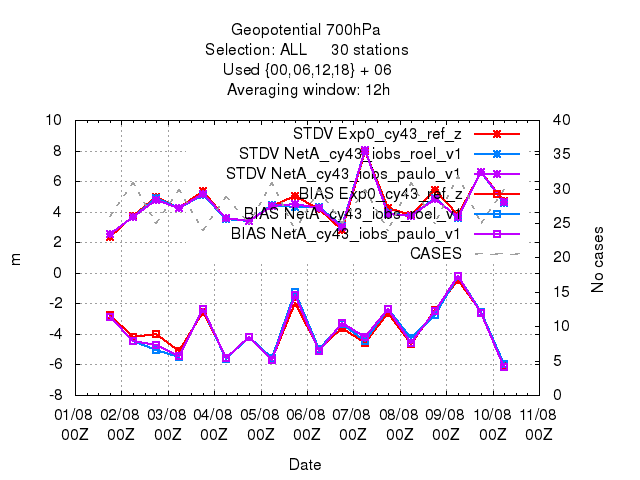 Geopotential 700hPa
Selection: ALL 30 stations
Used {00,06,12,18} + 06
Averaging window: 12h
STDV Exp0_cy43_ref_z
STDV NetA_cy43_iobs_roel_v1
STDV NetA_cy43_iobs_paulo_v1
BIAS Exp0_cy43_ref_z
BIAS NetA_cy43_iobs_roel_v1
BIAS NetA_cy43_iobs_paulo_v1
CASES
10
8
6
4
2
0
-2
-4
-6
-8
m
40
35
30
25
20
15
10
5
0
No cases
01/08 02/08 03/08 04/08 05/08 06/08 07/08 08/08 09/08 10/08 11/08
00Z 00Z 00Z 00Z 00Z 00Z 00Z 00Z 00Z 00Z 00Z
Date